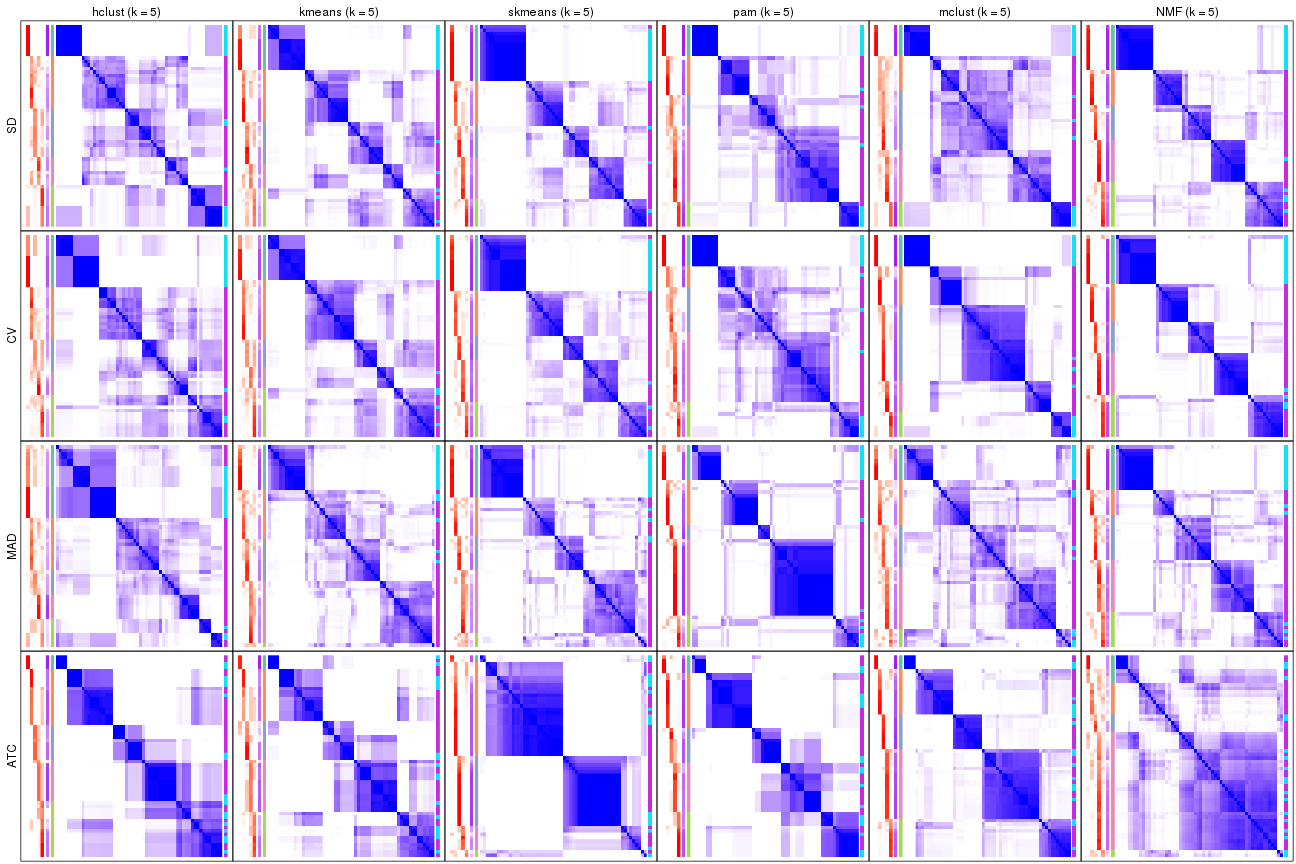 hclust (k = 5) kmeans (k = 5) skmeans (k = 5) pam (k = 5) mclust (k = 5) NMF (k = 5)
SD
CV
MAD
ATC